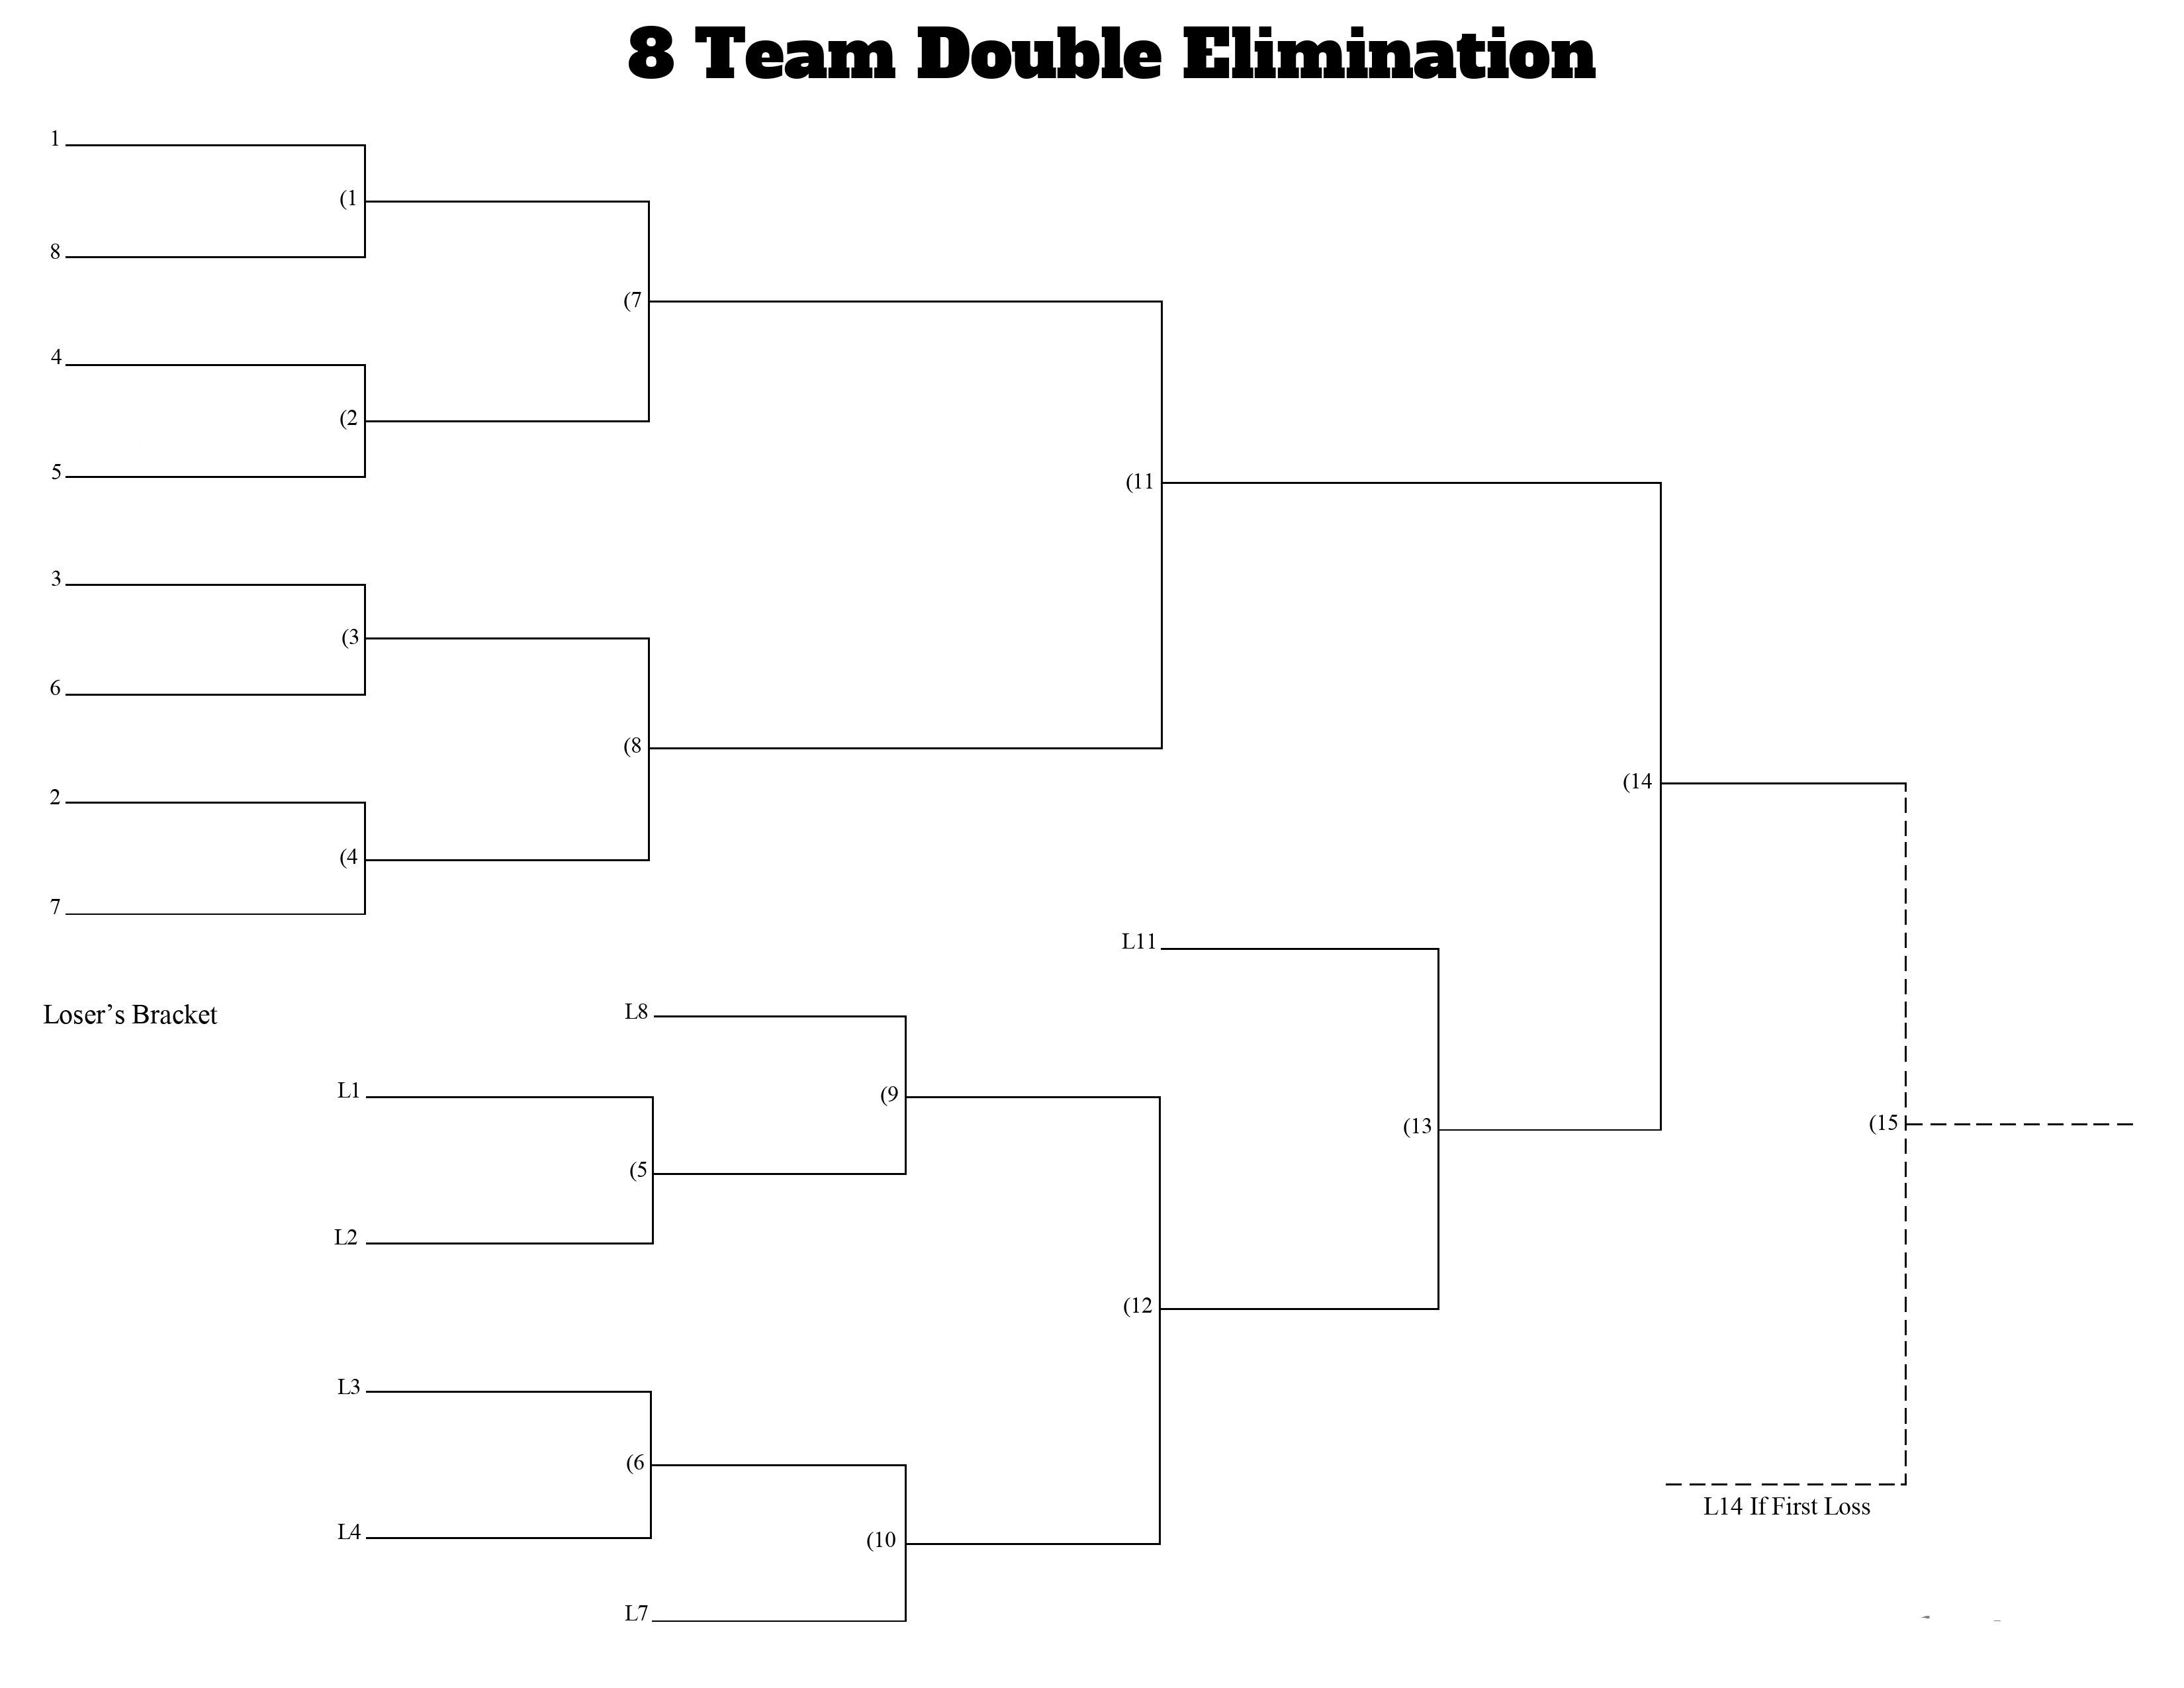 8 Team Double Elimination
1
(1
8
(7
4
(2
5
(11
3
(3
6
(8
2
(14
(4
7
L11
Loser’s Bracket
L8
L1
(9
(13
(15
(5
L2
(12
L3
(6
L14 If First Loss
L4
(10
L7